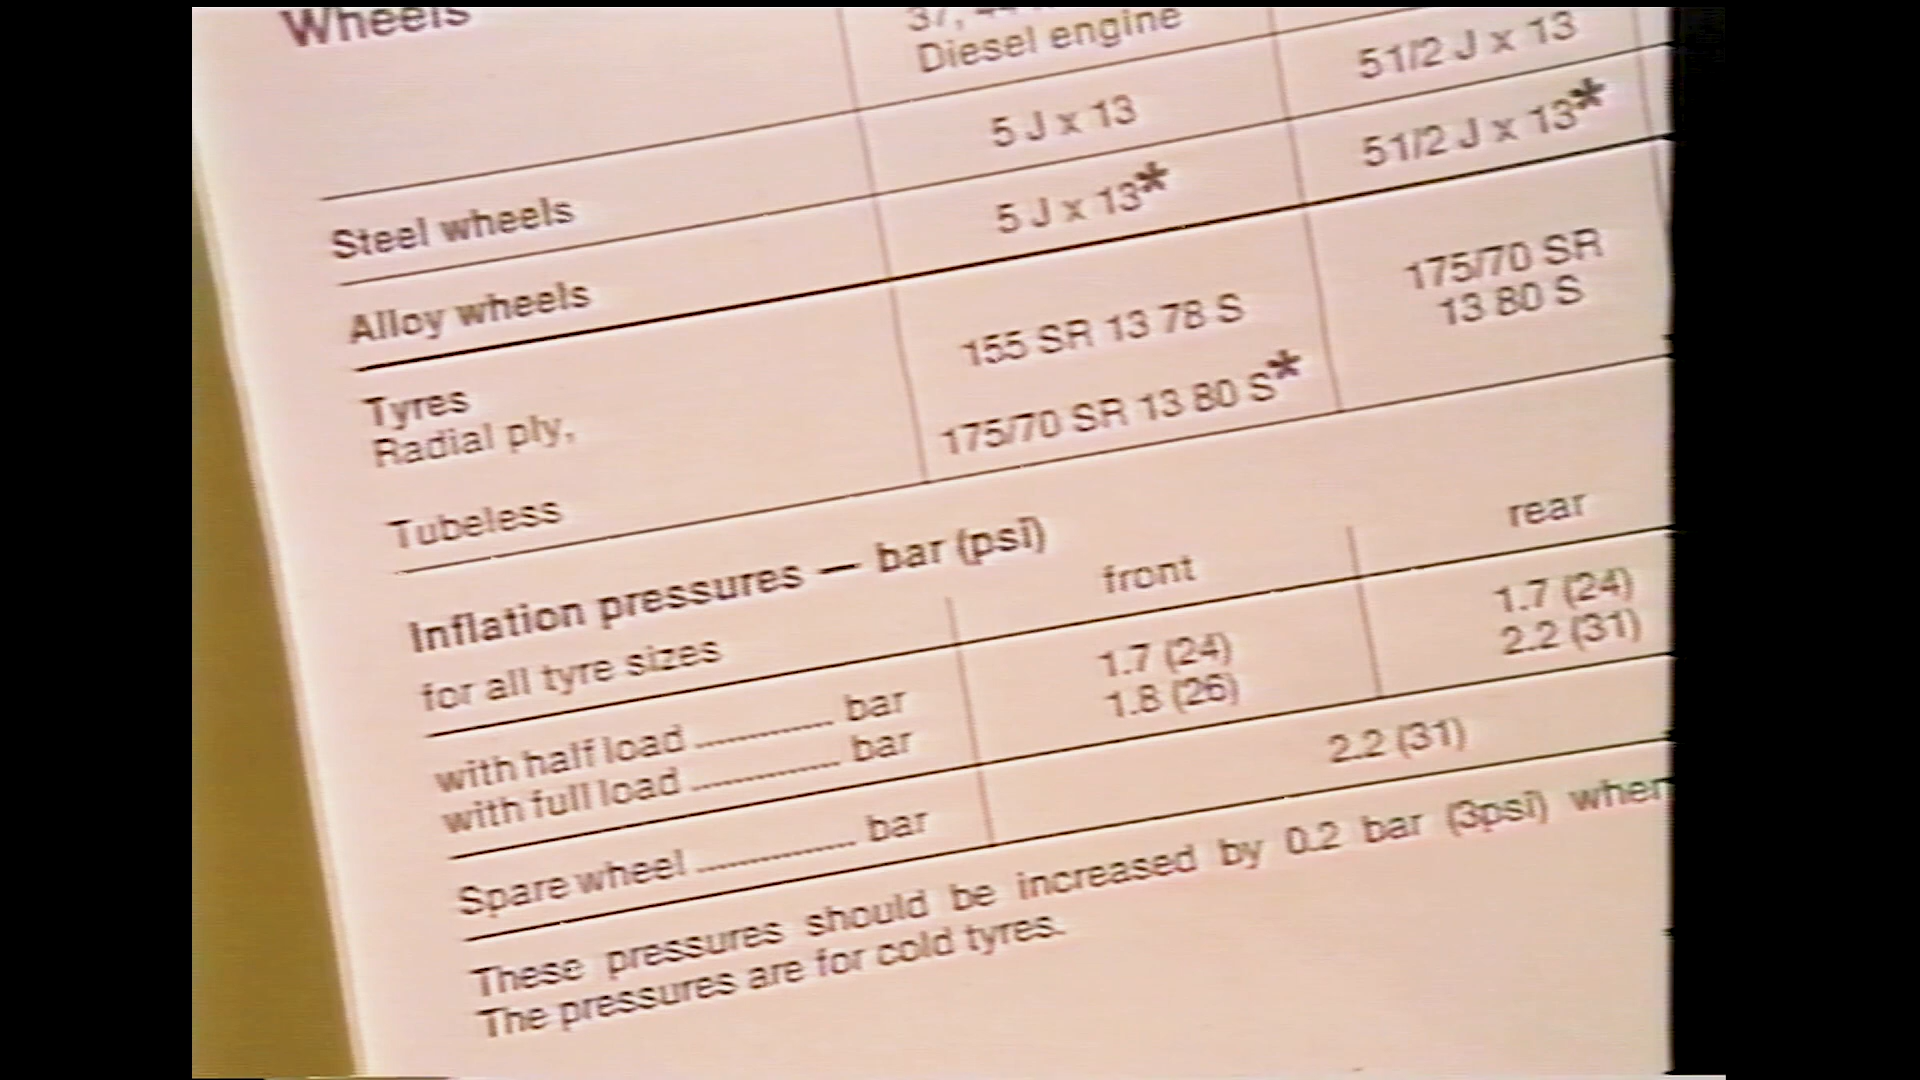 Wheels
Diesel engine
5 J x 13 51/2 J x 13
Steel wheels 5 J x 13* 51/2 J x 13*
Alloy wheels
Tyres 155 SR 13 78 S 175/70 SR
Radial ply, 13 80 S
175/70 SR 13 80 S*
Tubeless
Inflation pressures — bar (psi)
for all tyre sizes front rear
with half load .............. bar 1.7 (24) 1.7 (24)
with full load ............... bar 1.8 (26) 2.2 (31)
Spare wheel ................ bar 2.2 (31)
These pressures should be increased by 0.2 bar (3psi) when
The pressures are for cold tyres.